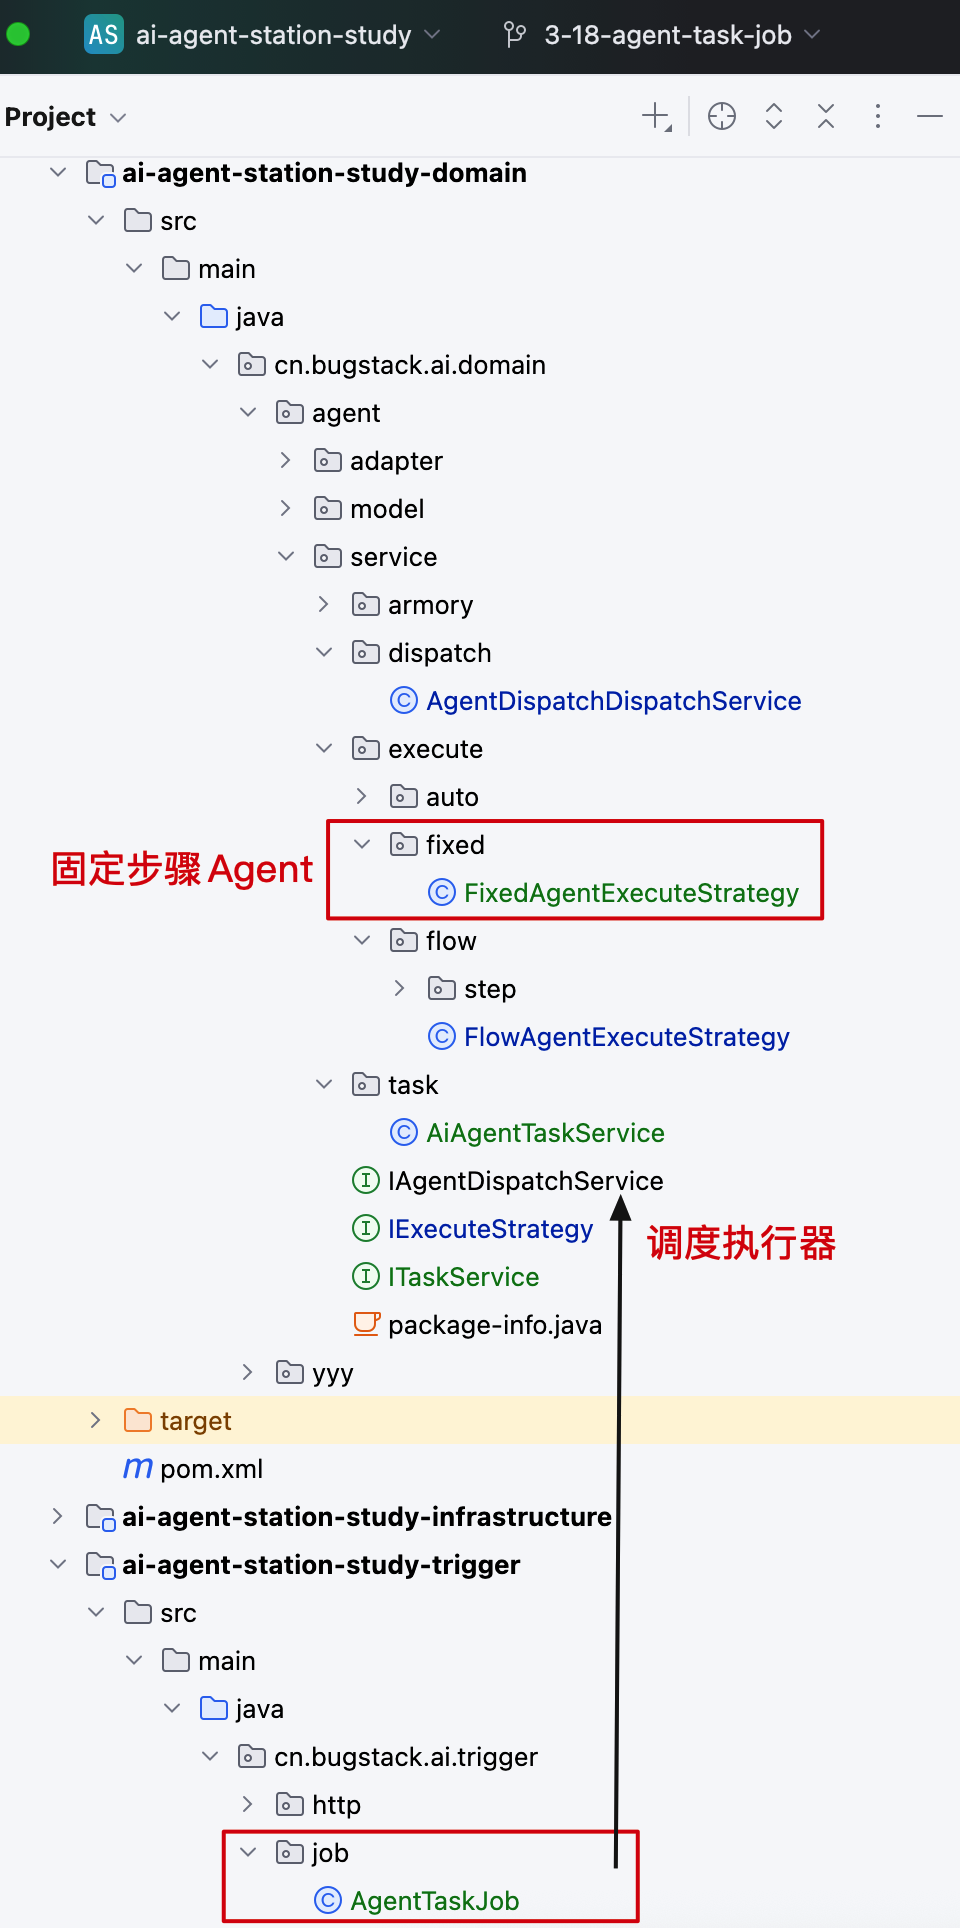 AS ai-agent-station-study 3-18-agent-task-job
Project
ai-agent-station-study-domain
src
main
java
cn.bugstack.ai.domain
agent
adapter
model
service
armory
dispatch
AgentDispatchDispatchService
execute
auto
fixed
固定步骤 Agent
FixedAgentExecuteStrategy
flow
step
FlowAgentExecuteStrategy
task
AiAgentTaskService
IAgentDispatchService
IExecuteStrategy
调度执行器
ITaskService
package-info.java
yyy
target
m pom.xml
ai-agent-station-study-infrastructure
ai-agent-station-study-trigger
src
main
java
cn.bugstack.ai.trigger
http
job
AgentTaskJob